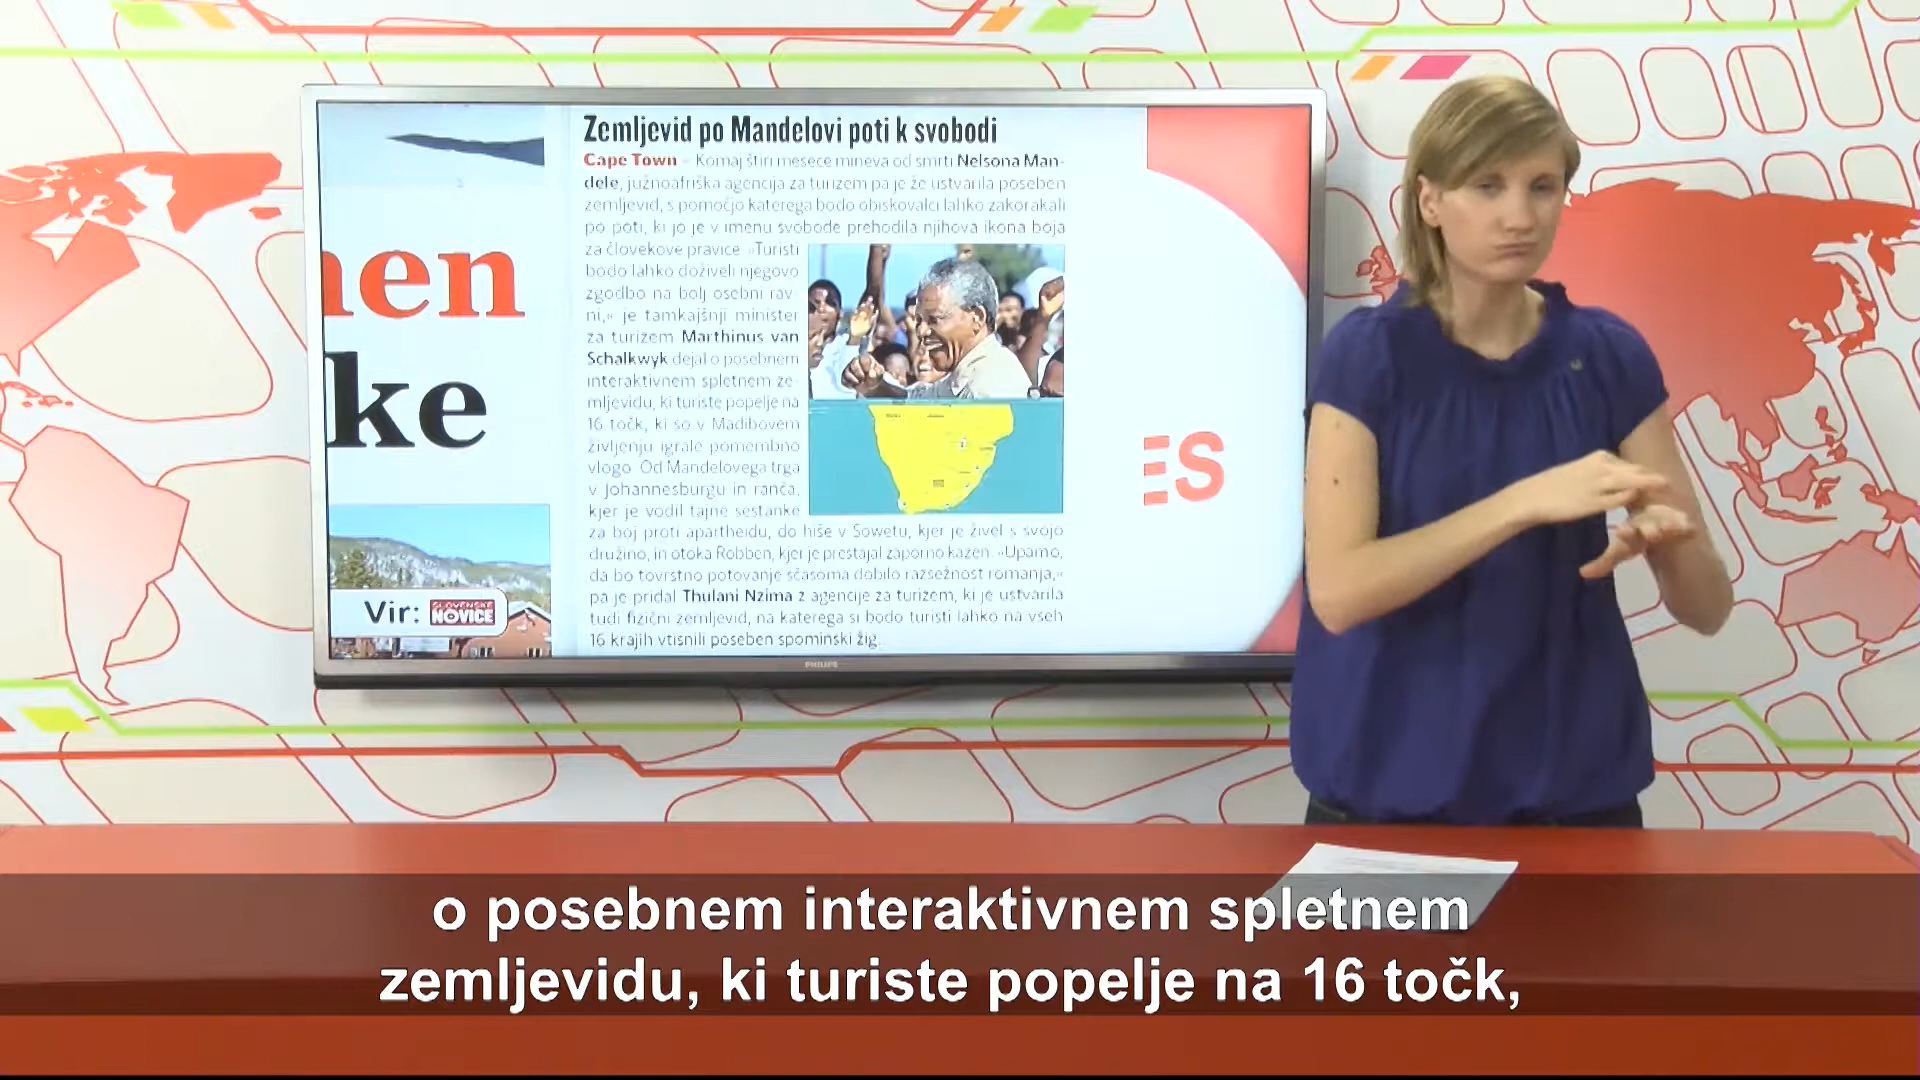 Zemljevid po Mandelovi poti k svobodi
Cape Town – Komaj štiri mesece mineva od smrti Nelsona Man-
dele, južnoafriška agencija za turizem pa je že ustvarila poseben
zemljevid, s pomočjo katerega bodo obiskovalci lahko zakorakali
po poti, ki jo je v imenu svobode prehodila njihova ikona boja
za človekove pravice. »Turisti
bodo lahko doživeli njegovo
zgodbo na bolj osebni rav-
ni,« je tamkajšnji minister
za turizem Marthinus van
Schalkwyk dejal o posebnem
interaktivnem spletnem ze-
mljevidu, ki turiste popelje na
16 točk, ki so v Madibovem
življenju igrale pomembno
vlogo. Od Mandelovega trga
v Johannesburgu in ranča,
kjer je vodil tajne sestanke
za boj proti apartheidu, do hiše v Sowetu, kjer je živel s svojo
družino, in otoka Robben, kjer je prestajal zaporno kazen. »Upamo,
da bo tovrstno potovanje sčasoma dobilo razsežnost romanja,«
pa je pridal Thulani Nzima z agencije za turizem, ki je ustvarila
tudi fizični zemljevid, na katerega si bodo turisti lahko na vseh
16 krajih vtisnili poseben spominski žig.
nen
ke
Vir: SLOVENSKE
NOVICE
ES
PHILIPS
o posebnem interaktivnem spletnem
zemljevidu, ki turiste popelje na 16 točk,